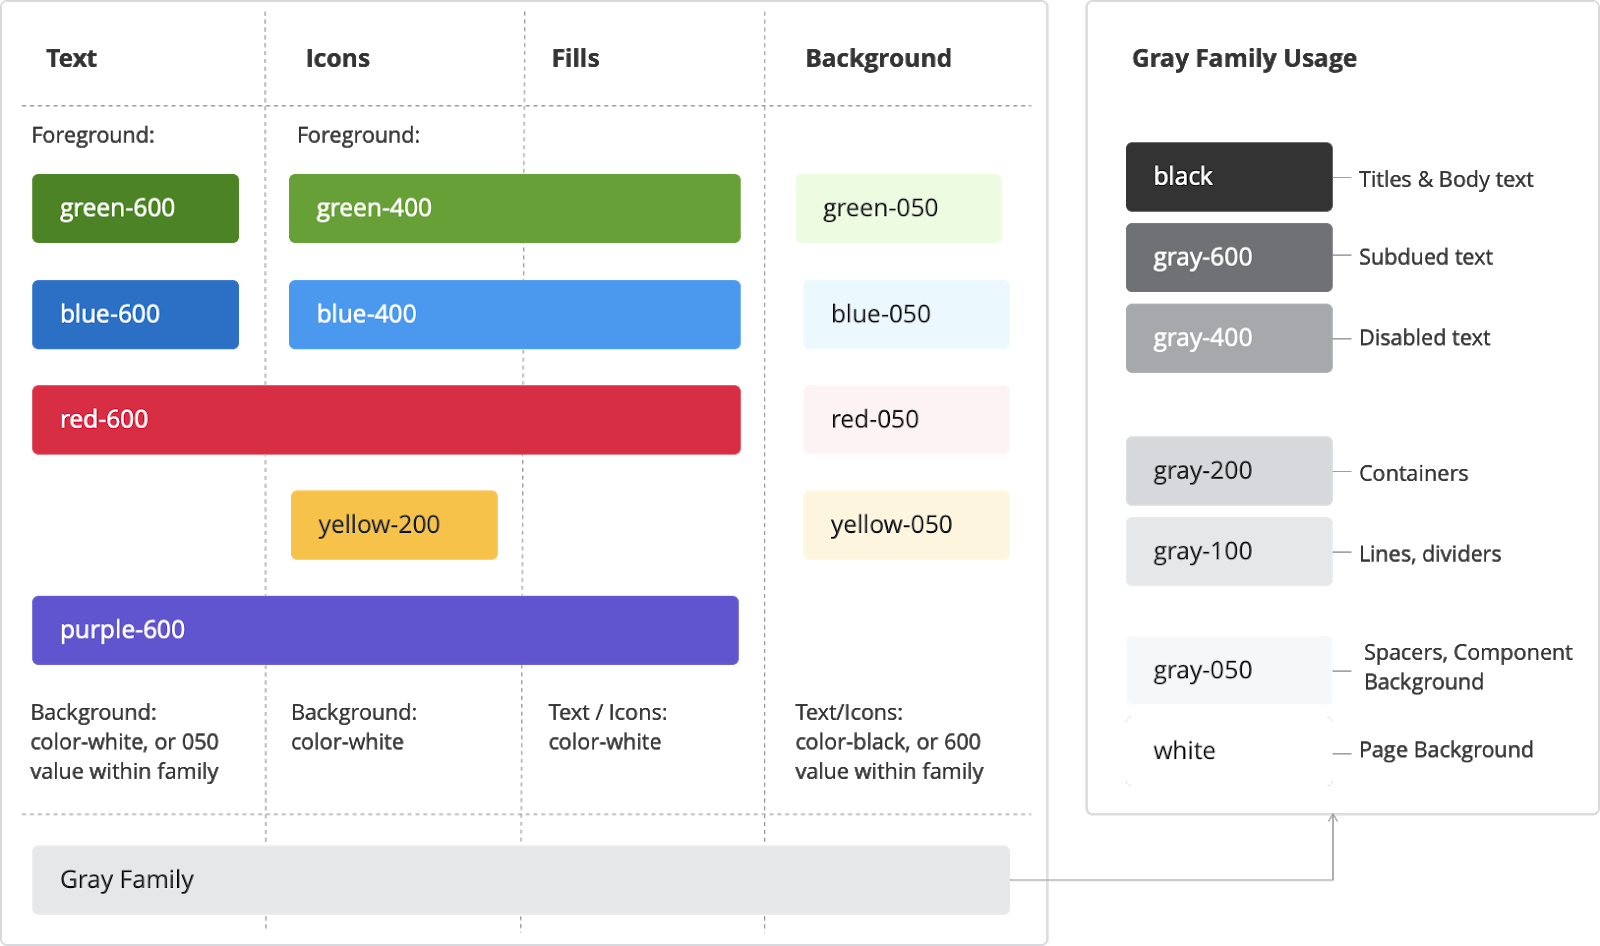 Text
Icons
Fills
Background
Foreground:
Foreground:
green-600
green-400
green-050
blue-600
blue-400
blue-050
red-600
red-050
yellow-200
yellow-050
purple-600
Background:
color-white, or 050
value within family
Background:
color-white
Text / Icons:
color-white
Text/Icons:
color-black, or 600
value within family
Gray Family
Gray Family Usage
black
Titles & Body text
gray-600
Subdued text
gray-400
Disabled text
gray-200
Containers
gray-100
Lines, dividers
gray-050
Spacers, Component
Background
white
Page Background